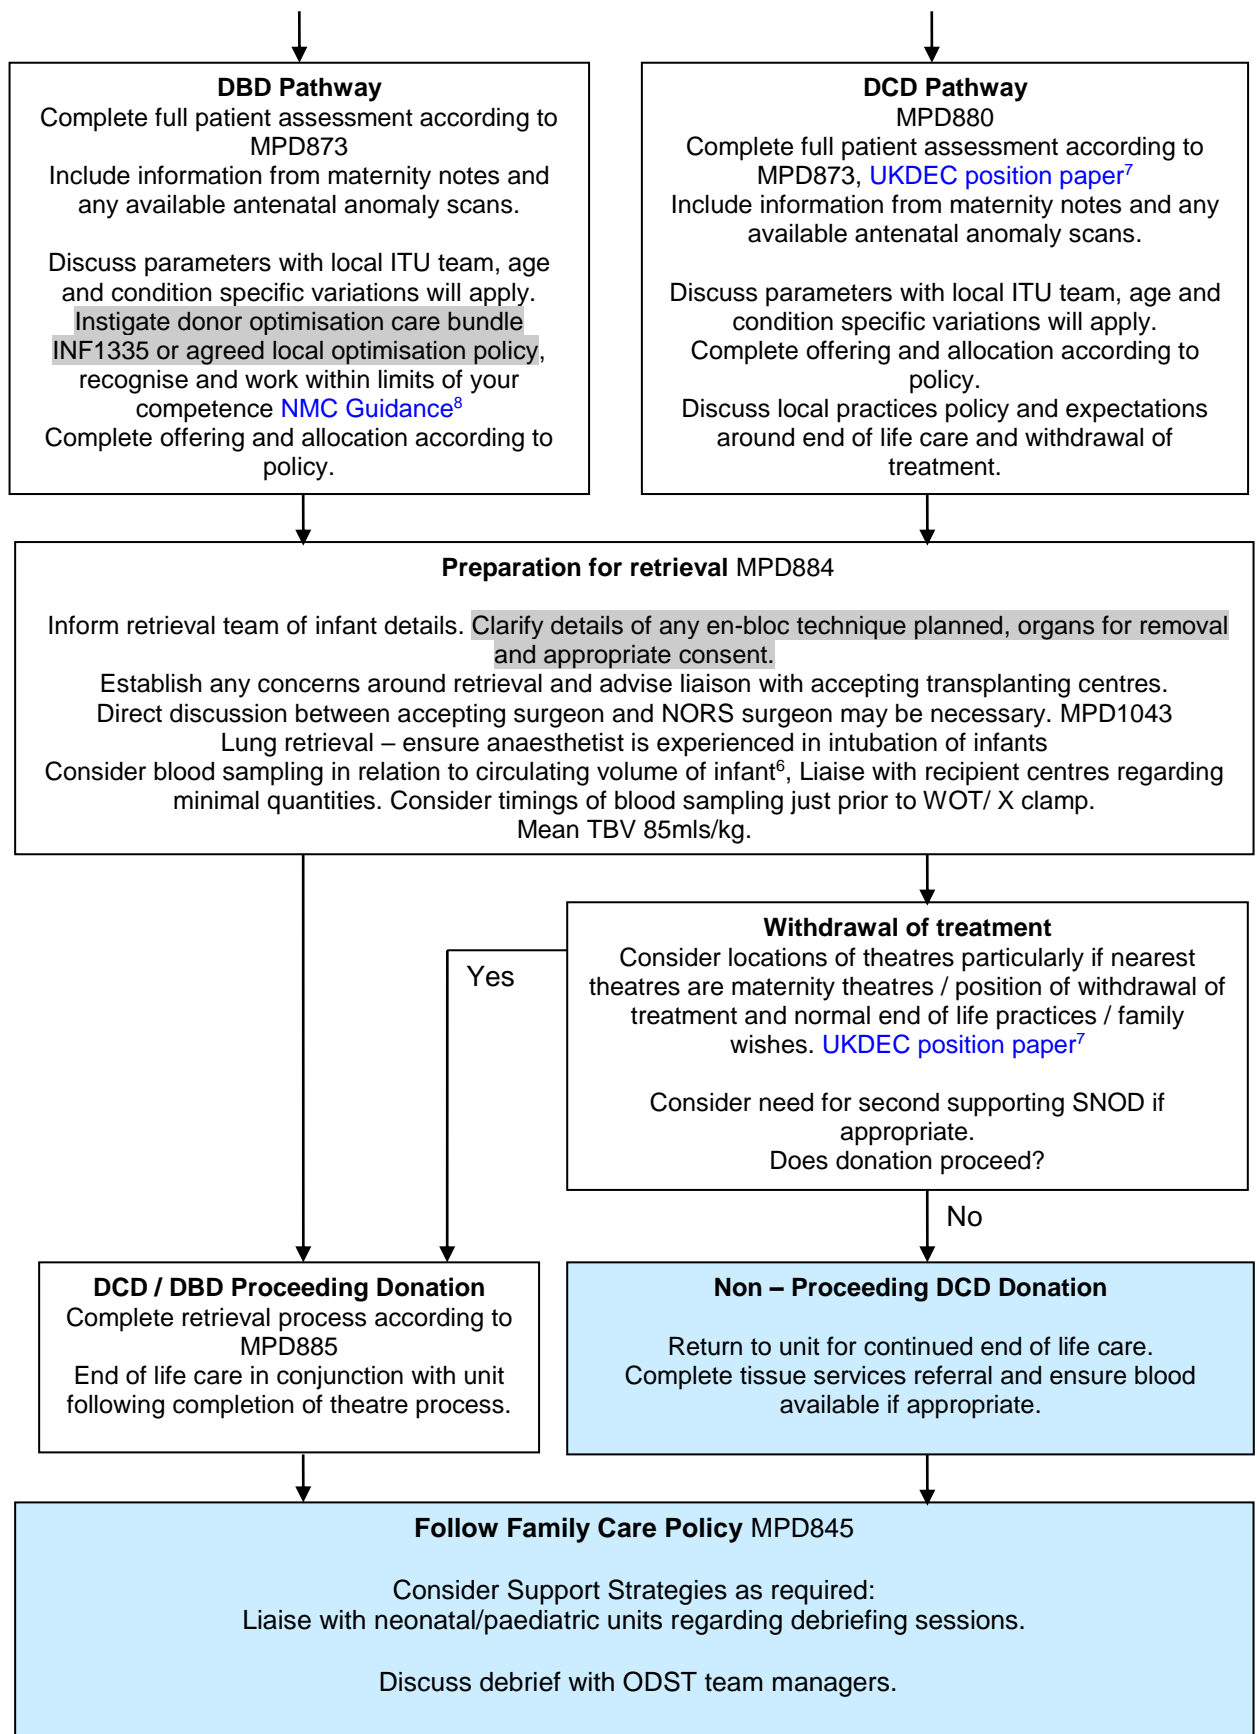 DBD Pathway
Complete full patient assessment according to
MPD873
Include information from maternity notes and
any available antenatal anomaly scans.
Discuss parameters with local ITU team, age
and condition specific variations will apply.
Instigate donor optimisation care bundle
INF1335 or agreed local optimisation policy,
recognise and work within limits of your
competence NMC Guidance⁸
Complete offering and allocation according to
policy.
DCD Pathway
MPD880
Complete full patient assessment according to
MPD873, UKDEC position paper⁷
Include information from maternity notes and any
available antenatal anomaly scans.
Discuss parameters with local ITU team, age and
condition specific variations will apply.
Complete offering and allocation according to
policy.
Discuss local practices policy and expectations
around end of life care and withdrawal of
treatment.
Preparation for retrieval MPD884
Inform retrieval team of infant details. Clarify details of any en-bloc technique planned, organs for removal
and appropriate consent.
Establish any concerns around retrieval and advise liaison with accepting transplanting centres.
Direct discussion between accepting surgeon and NORS surgeon may be necessary. MPD1043
Lung retrieval – ensure anaesthetist is experienced in intubation of infants
Consider blood sampling in relation to circulating volume of infant⁶, Liaise with recipient centres regarding
minimal quantities. Consider timings of blood sampling just prior to WOT/ X clamp.
Mean TBV 85mls/kg.
Withdrawal of treatment
Consider locations of theatres particularly if nearest
theatres are maternity theatres / position of withdrawal of
treatment and normal end of life practices / family
wishes. UKDEC position paper⁷
Consider need for second supporting SNOD if
appropriate.
Does donation proceed?
Yes
No
DCD / DBD Proceeding Donation
Complete retrieval process according to
MPD885
End of life care in conjunction with unit
following completion of theatre process.
Non – Proceeding DCD Donation
Return to unit for continued end of life care.
Complete tissue services referral and ensure blood
available if appropriate.
Follow Family Care Policy MPD845
Consider Support Strategies as required:
Liaise with neonatal/paediatric units regarding debriefing sessions.
Discuss debrief with ODST team managers.